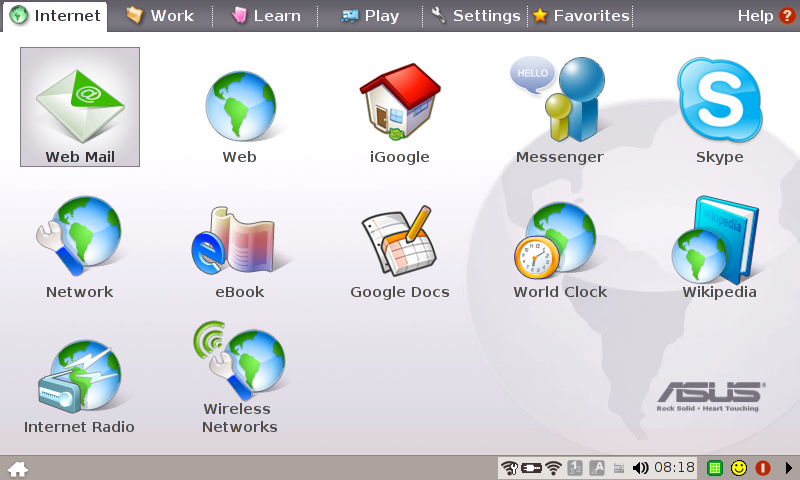 Internet
Work
Learn
Play
Settings
Favorites
Help ?
HELLO
Web Mail
Web
iGoogle
Messenger
Skype
Wikipedia
Network
eBook
Google Docs
World Clock
Wikipedia
Internet Radio
Wireless
Networks
ASUS®
Rock Solid • Heart Touching
1
A
08:18